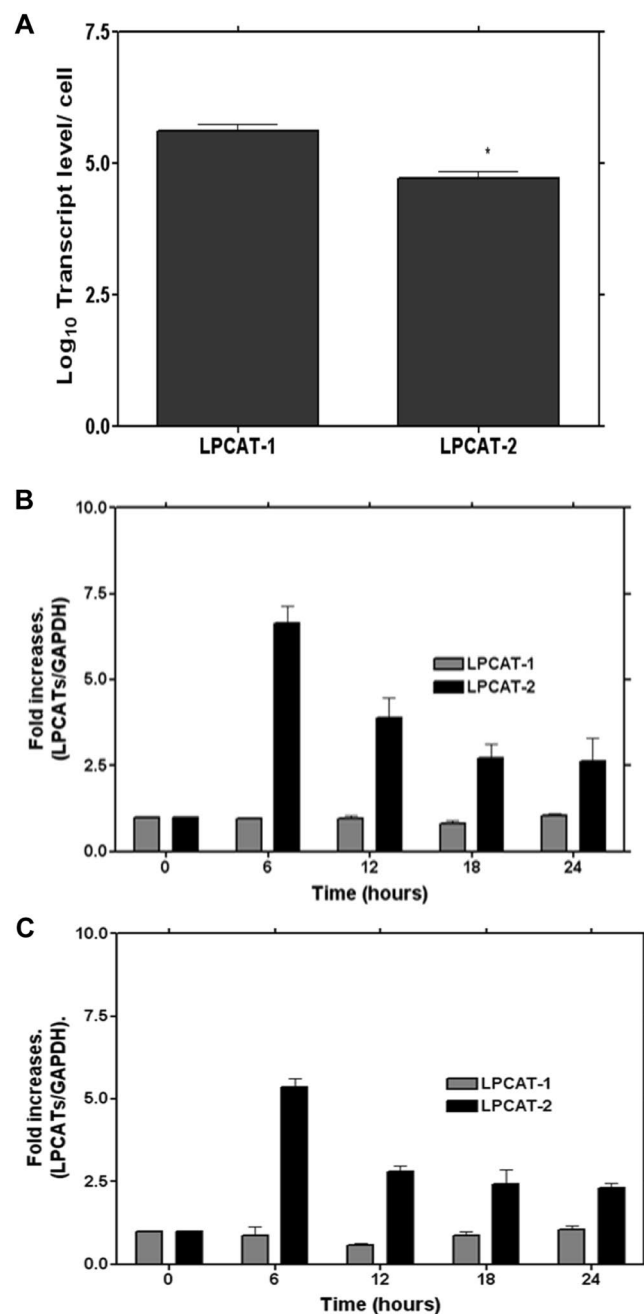 A
Log₁₀ Transcript level/ cell
7.5
5.0
2.5
0.0
*
LPCAT-1 LPCAT-2
B
Fold increases.
(LPCATs/GAPDH)
10.0
7.5
5.0
2.5
0.0
LPCAT-1
LPCAT-2
0 6 12 18 24
Time (hours)
C
Fold increases.
(LPCATs/GAPDH).
10.0
7.5
5.0
2.5
0.0
LPCAT-1
LPCAT-2
0 6 12 18 24
Time (hours)